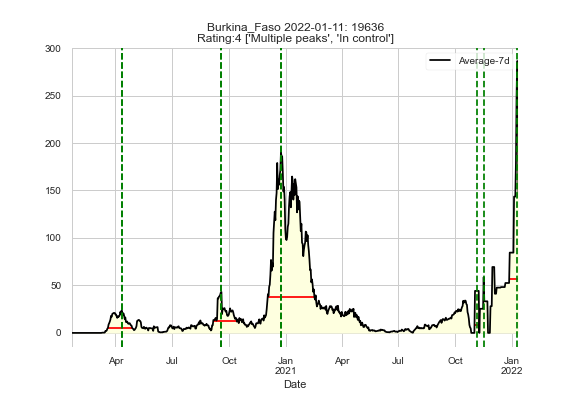 Burkina_Faso 2022-01-11: 19636
Rating:4 ['Multiple peaks', 'In control']
300
Average-7d
250
200
150
100
50
0
Apr Jul Oct Jan Apr Jul Oct Jan
2021 2022
Date